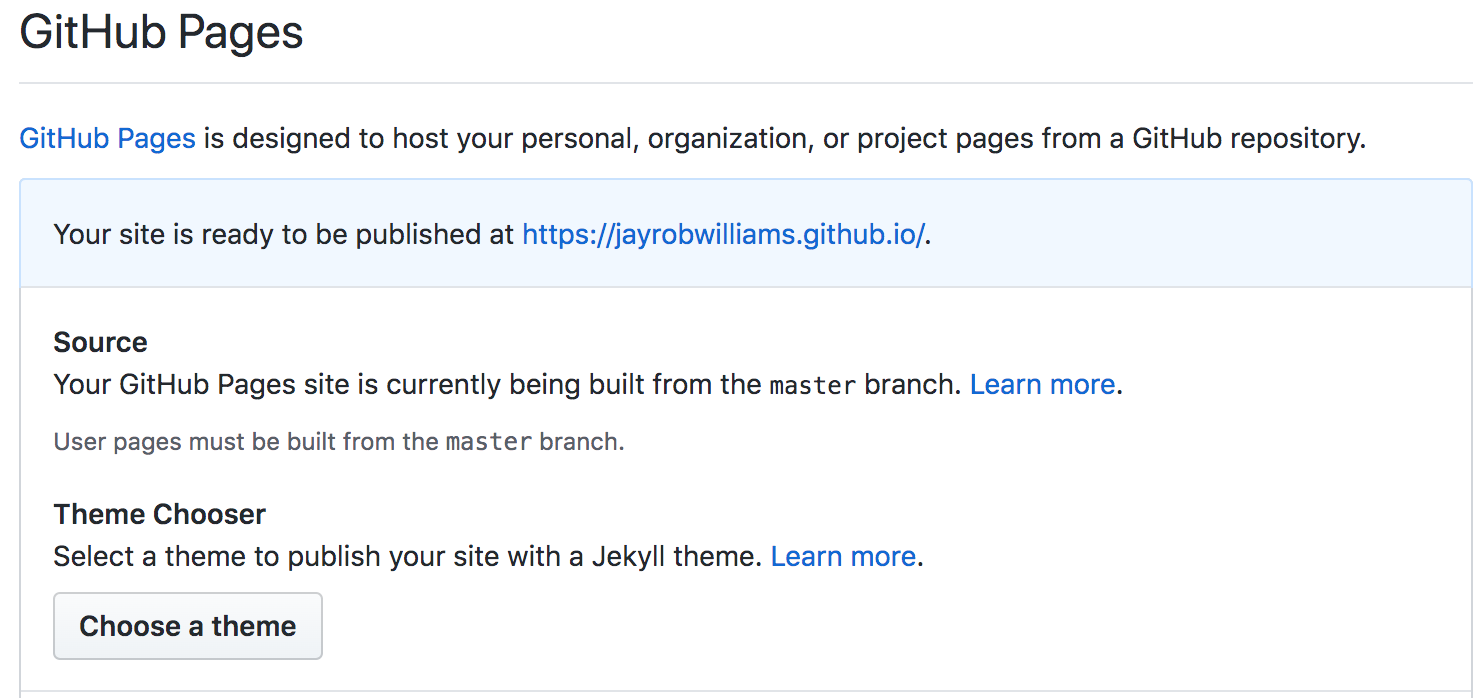 GitHub Pages
GitHub Pages is designed to host your personal, organization, or project pages from a GitHub repository.
Your site is ready to be published at https://jayrobwilliams.github.io/.
Source
Your GitHub Pages site is currently being built from the master branch. Learn more.
User pages must be built from the master branch.
Theme Chooser
Select a theme to publish your site with a Jekyll theme. Learn more.
Choose a theme